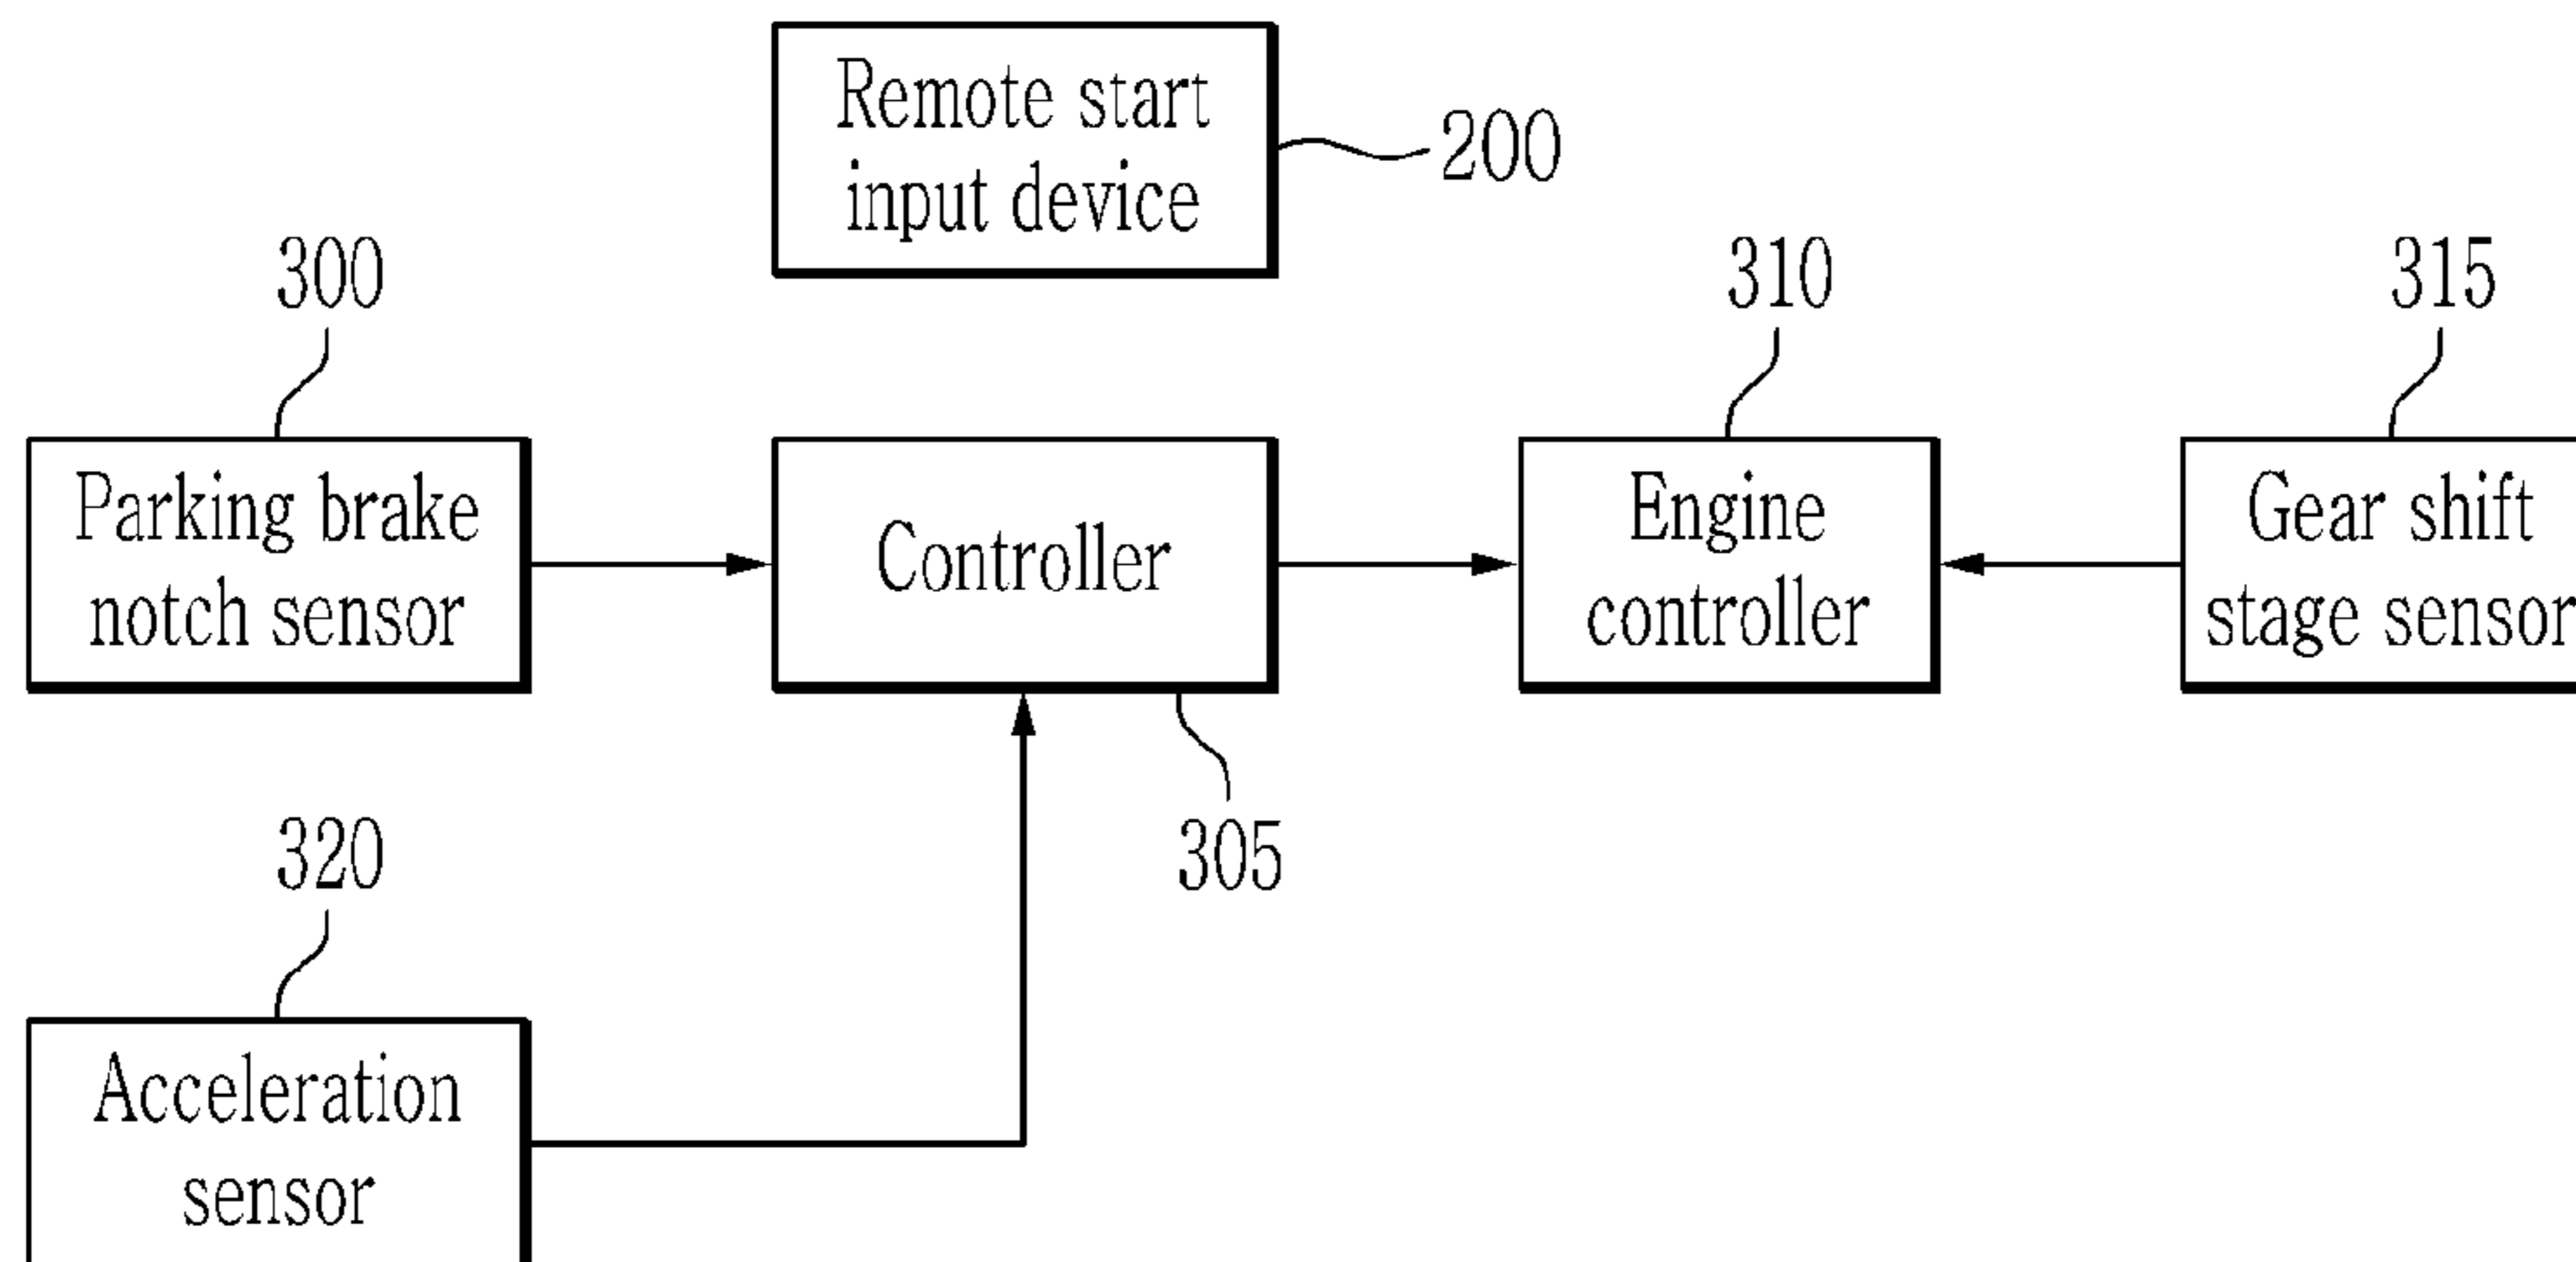 Remote start
input device
200
300
310
315
Parking brake
notch sensor
Controller
Engine
controller
Gear shift
stage sensor
320
305
Acceleration
sensor